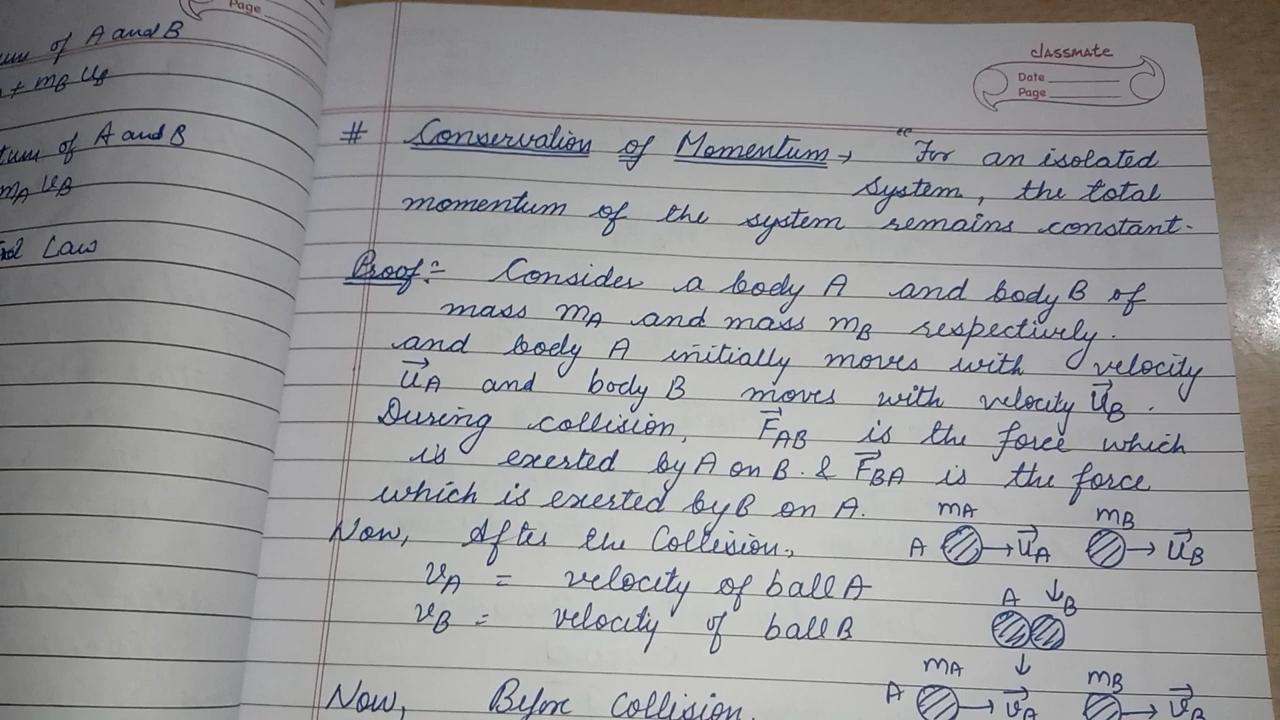 Page
of A and B
+ mB uB
of A and B
mA uB
Law
classmate
Date
Page
# Conservation of Momentum → "For an isolated
system, the total
momentum of the system remains constant.
Proof:- Consider a body A and body B of
mass mA and mass mB respectively.
and body A initially moves with velocity
u⃗A and body B moves with velocity u⃗B.
During collision, F⃗AB is the force which
is exerted by A on B. & F⃗BA is the force
which is exerted by B on A.
mA mB
Now, After the Collision,
A → u⃗A → u⃗B
vA = velocity of ball A
A ↓ B
vB = velocity of ball B
↓
mA mB
A → v⃗A → v⃗B
Now, Before Collision,